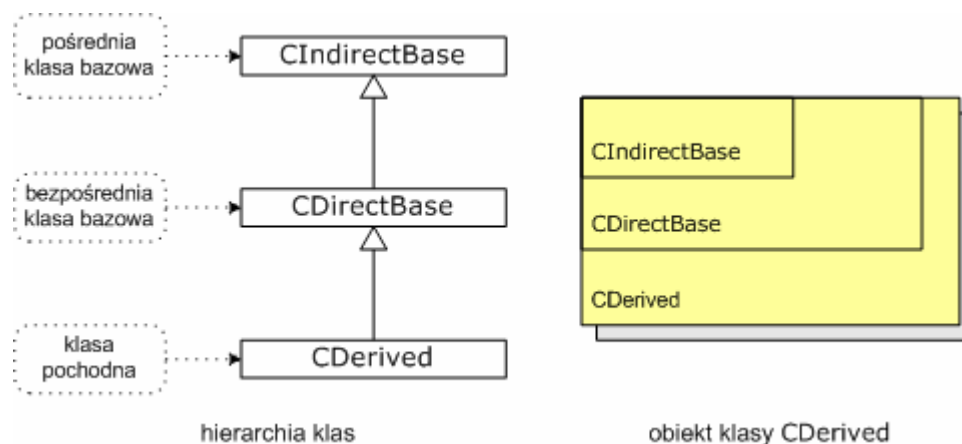 pośrednia
klasa bazowa
CIndirectBase
bezpośrednia
klasa bazowa
CDirectBase
klasa
pochodna
CDerived
hierarchia klas
CIndirectBase
CDirectBase
CDerived
obiekt klasy CDerived